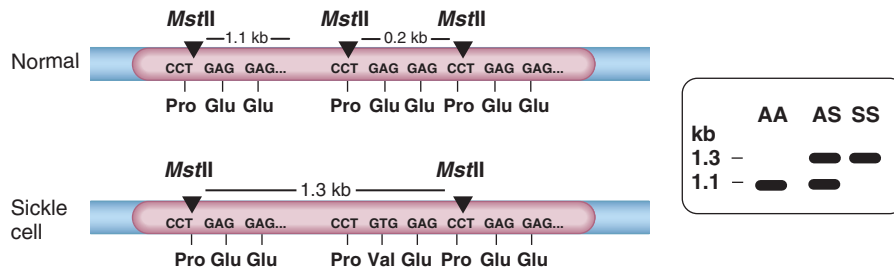 MstII MstII MstII
1.1 kb 0.2 kb
Normal
CCT GAG GAG... CCT GAG GAG CCT GAG GAG...
Pro Glu Glu Pro Glu Glu Pro Glu Glu
MstII MstII
1.3 kb
Sickle
cell
CCT GAG GAG... CCT GTG GAG CCT GAG GAG...
Pro Glu Glu Pro Val Glu Pro Glu Glu
AA AS SS
kb
1.3 –
1.1 –